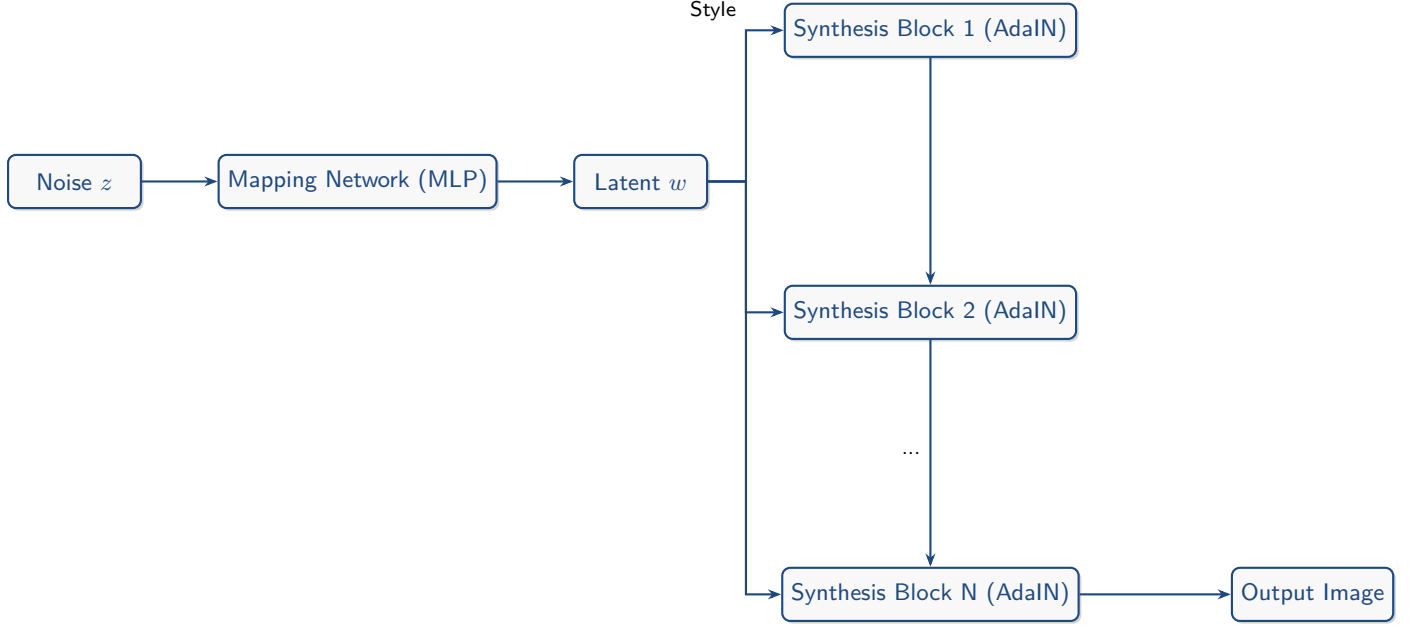 Style
Synthesis Block 1 (AdaIN)
Noise z
Mapping Network (MLP)
Latent w
Synthesis Block 2 (AdaIN)
...
Synthesis Block N (AdaIN)
Output Image